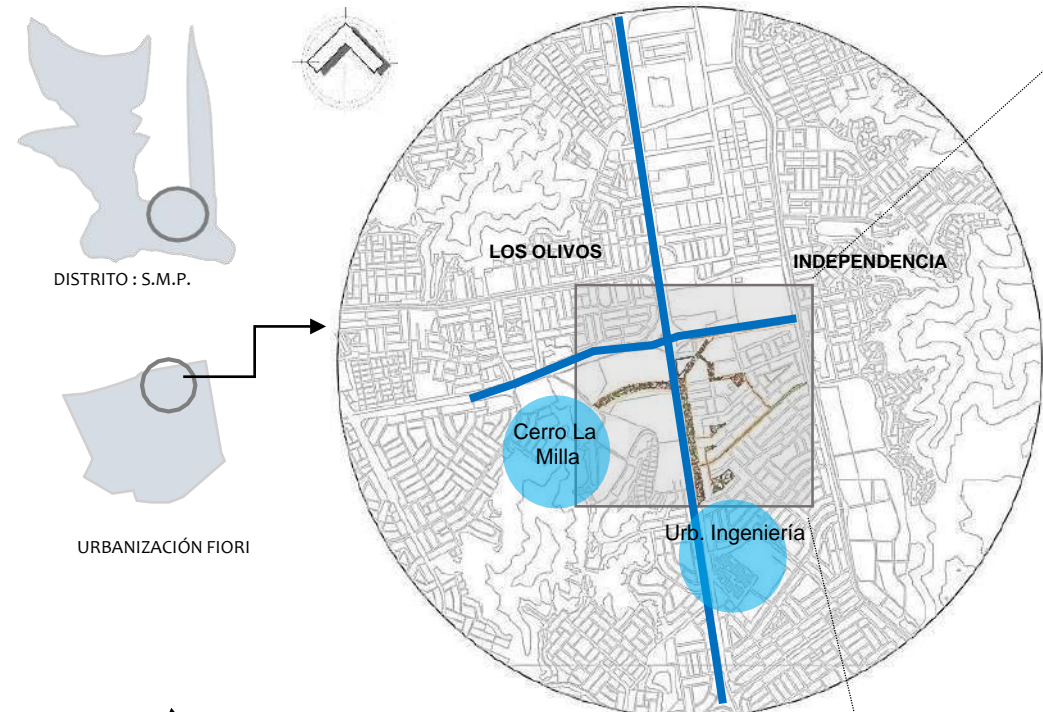 DISTRITO : S.M.P.
URBANIZACIÓN FIORI
LOS OLIVOS
INDEPENDENCIA
Cerro La
Milla
Urb. Ingeniería